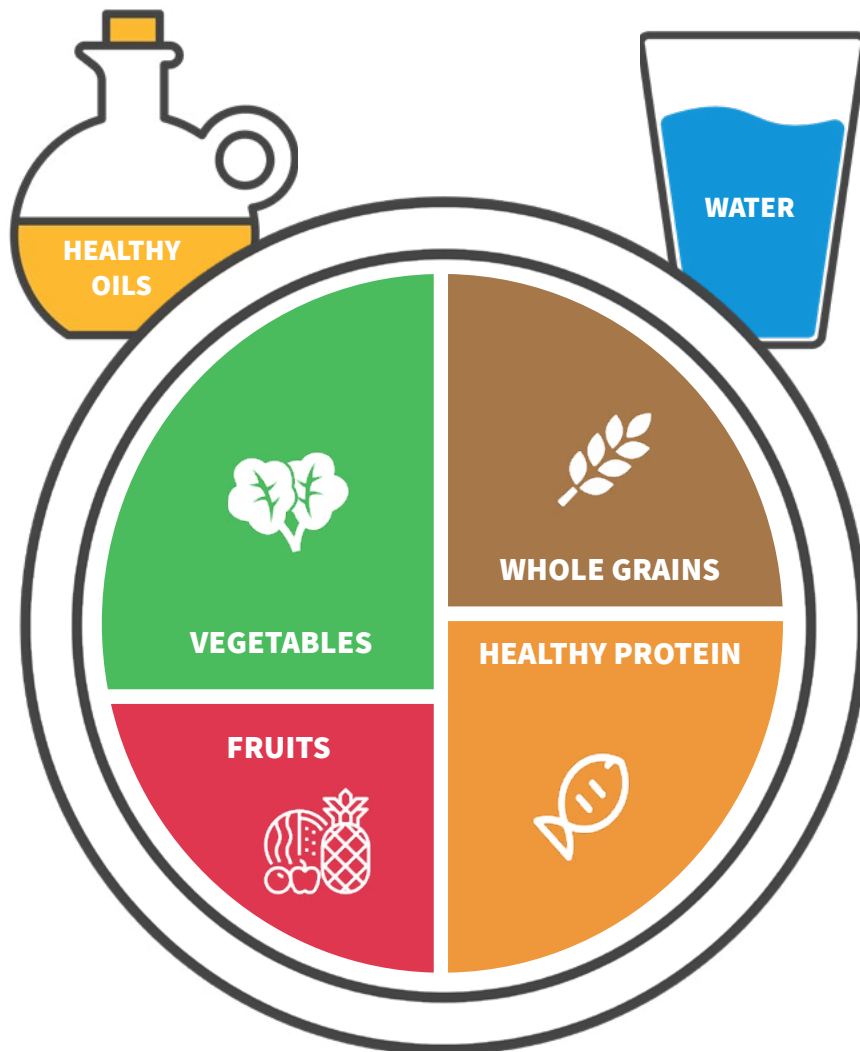 HEALTHY
OILS
WATER
VEGETABLES
WHOLE GRAINS
HEALTHY PROTEIN
FRUITS